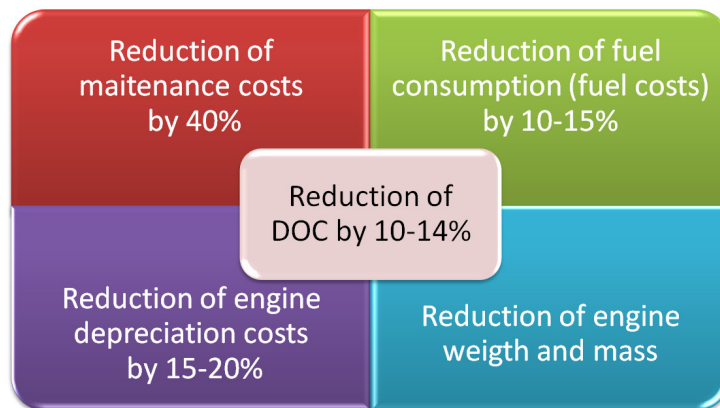 Reduction of
maitenance costs
by 40%
Reduction of fuel
consumption (fuel costs)
by 10-15%
Reduction of
DOC by 10-14%
Reduction of engine
depreciation costs
by 15-20%
Reduction of engine
weigth and mass